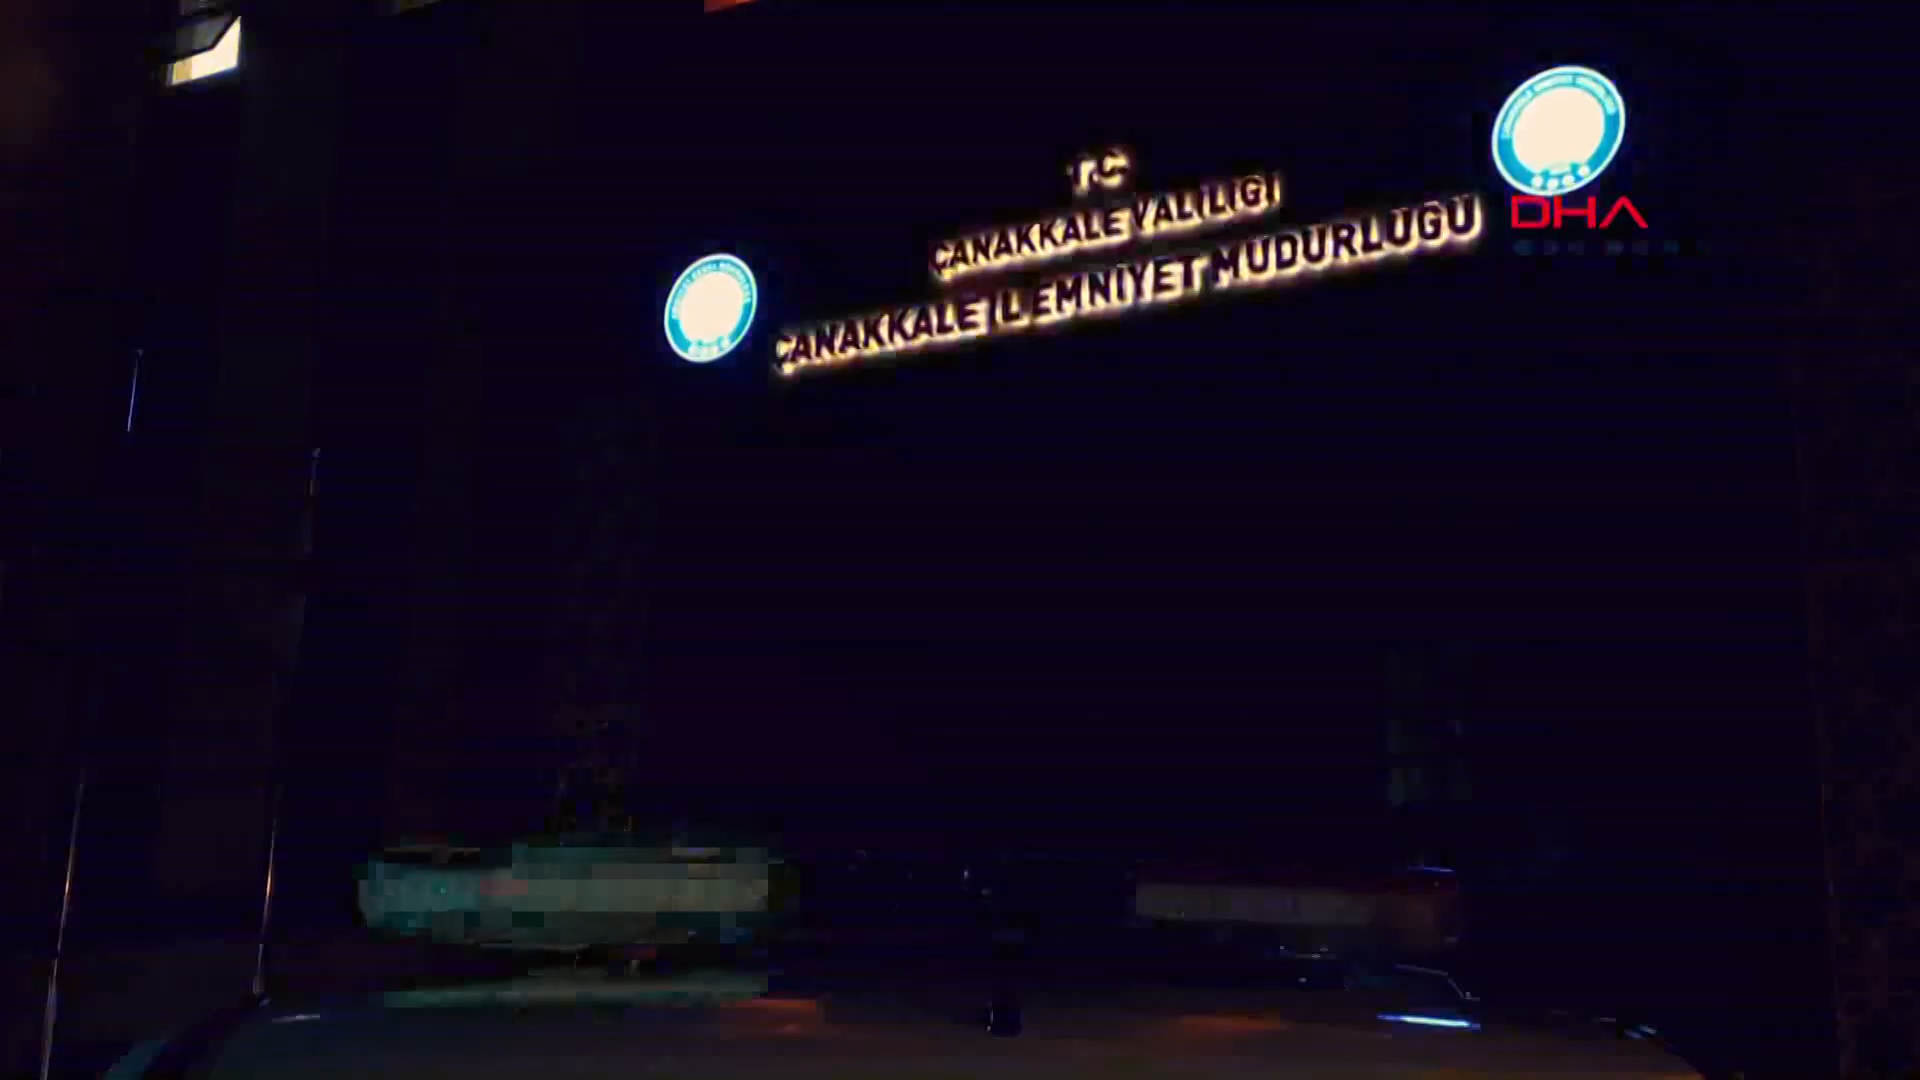 T.C
ÇANAKKALE VALİLİĞİ
ÇANAKKALE İL EMNİYET MÜDÜRLÜĞÜ
DHA